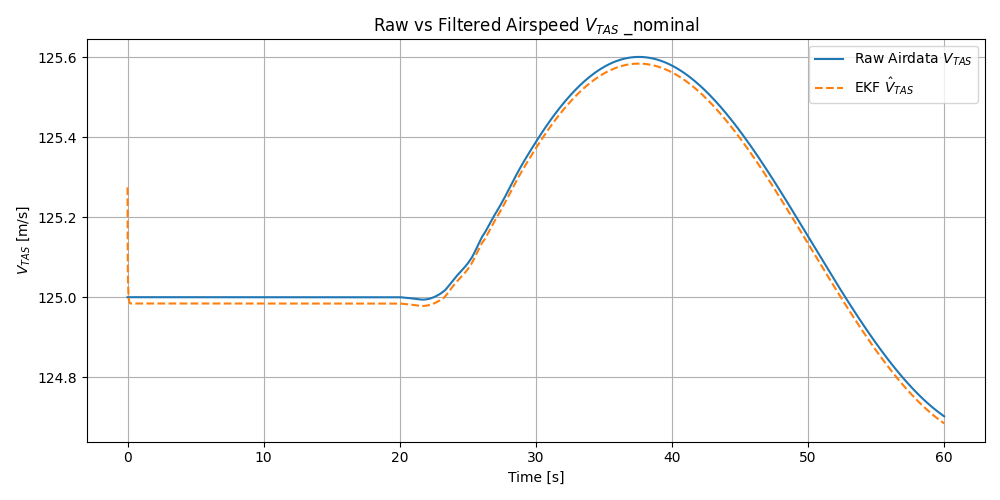 Raw vs Filtered Airspeed V_TAS _nominal
Raw Airdata V_TAS
EKF V̂_TAS
V_TAS [m/s]
125.6
125.4
125.2
125.0
124.8
0 10 20 30 40 50 60
Time [s]